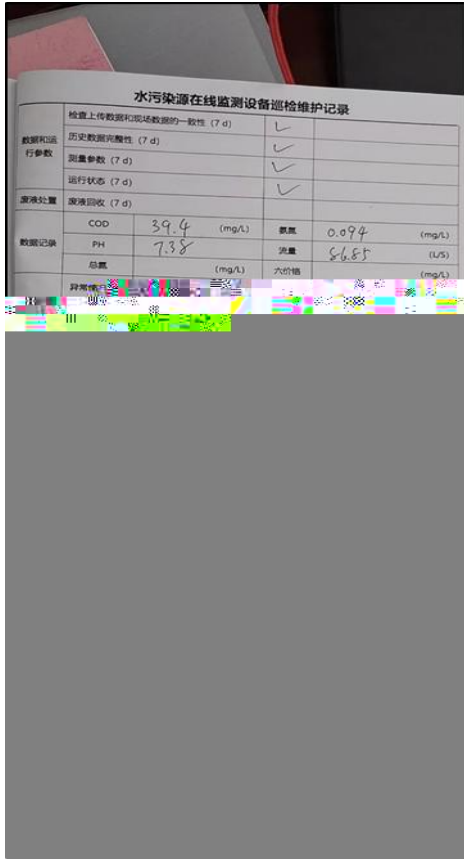 水污染源在线监测设备巡检维护记录
数据和运行参数 检查上传数据和现场数据的一致性 (7 d) ✓
历史数据完整性 (7 d) ✓
测量参数 (7 d) ✓
运行状态 (7 d) ✓
废液处置 废液回收 (7 d)
数据记录 COD 39.4 (mg/L) 氨氮 0.094 (mg/L)
PH 7.38 流量 86.85 (L/S)
总氮 (mg/L) 六价铬 (mg/L)
异常情